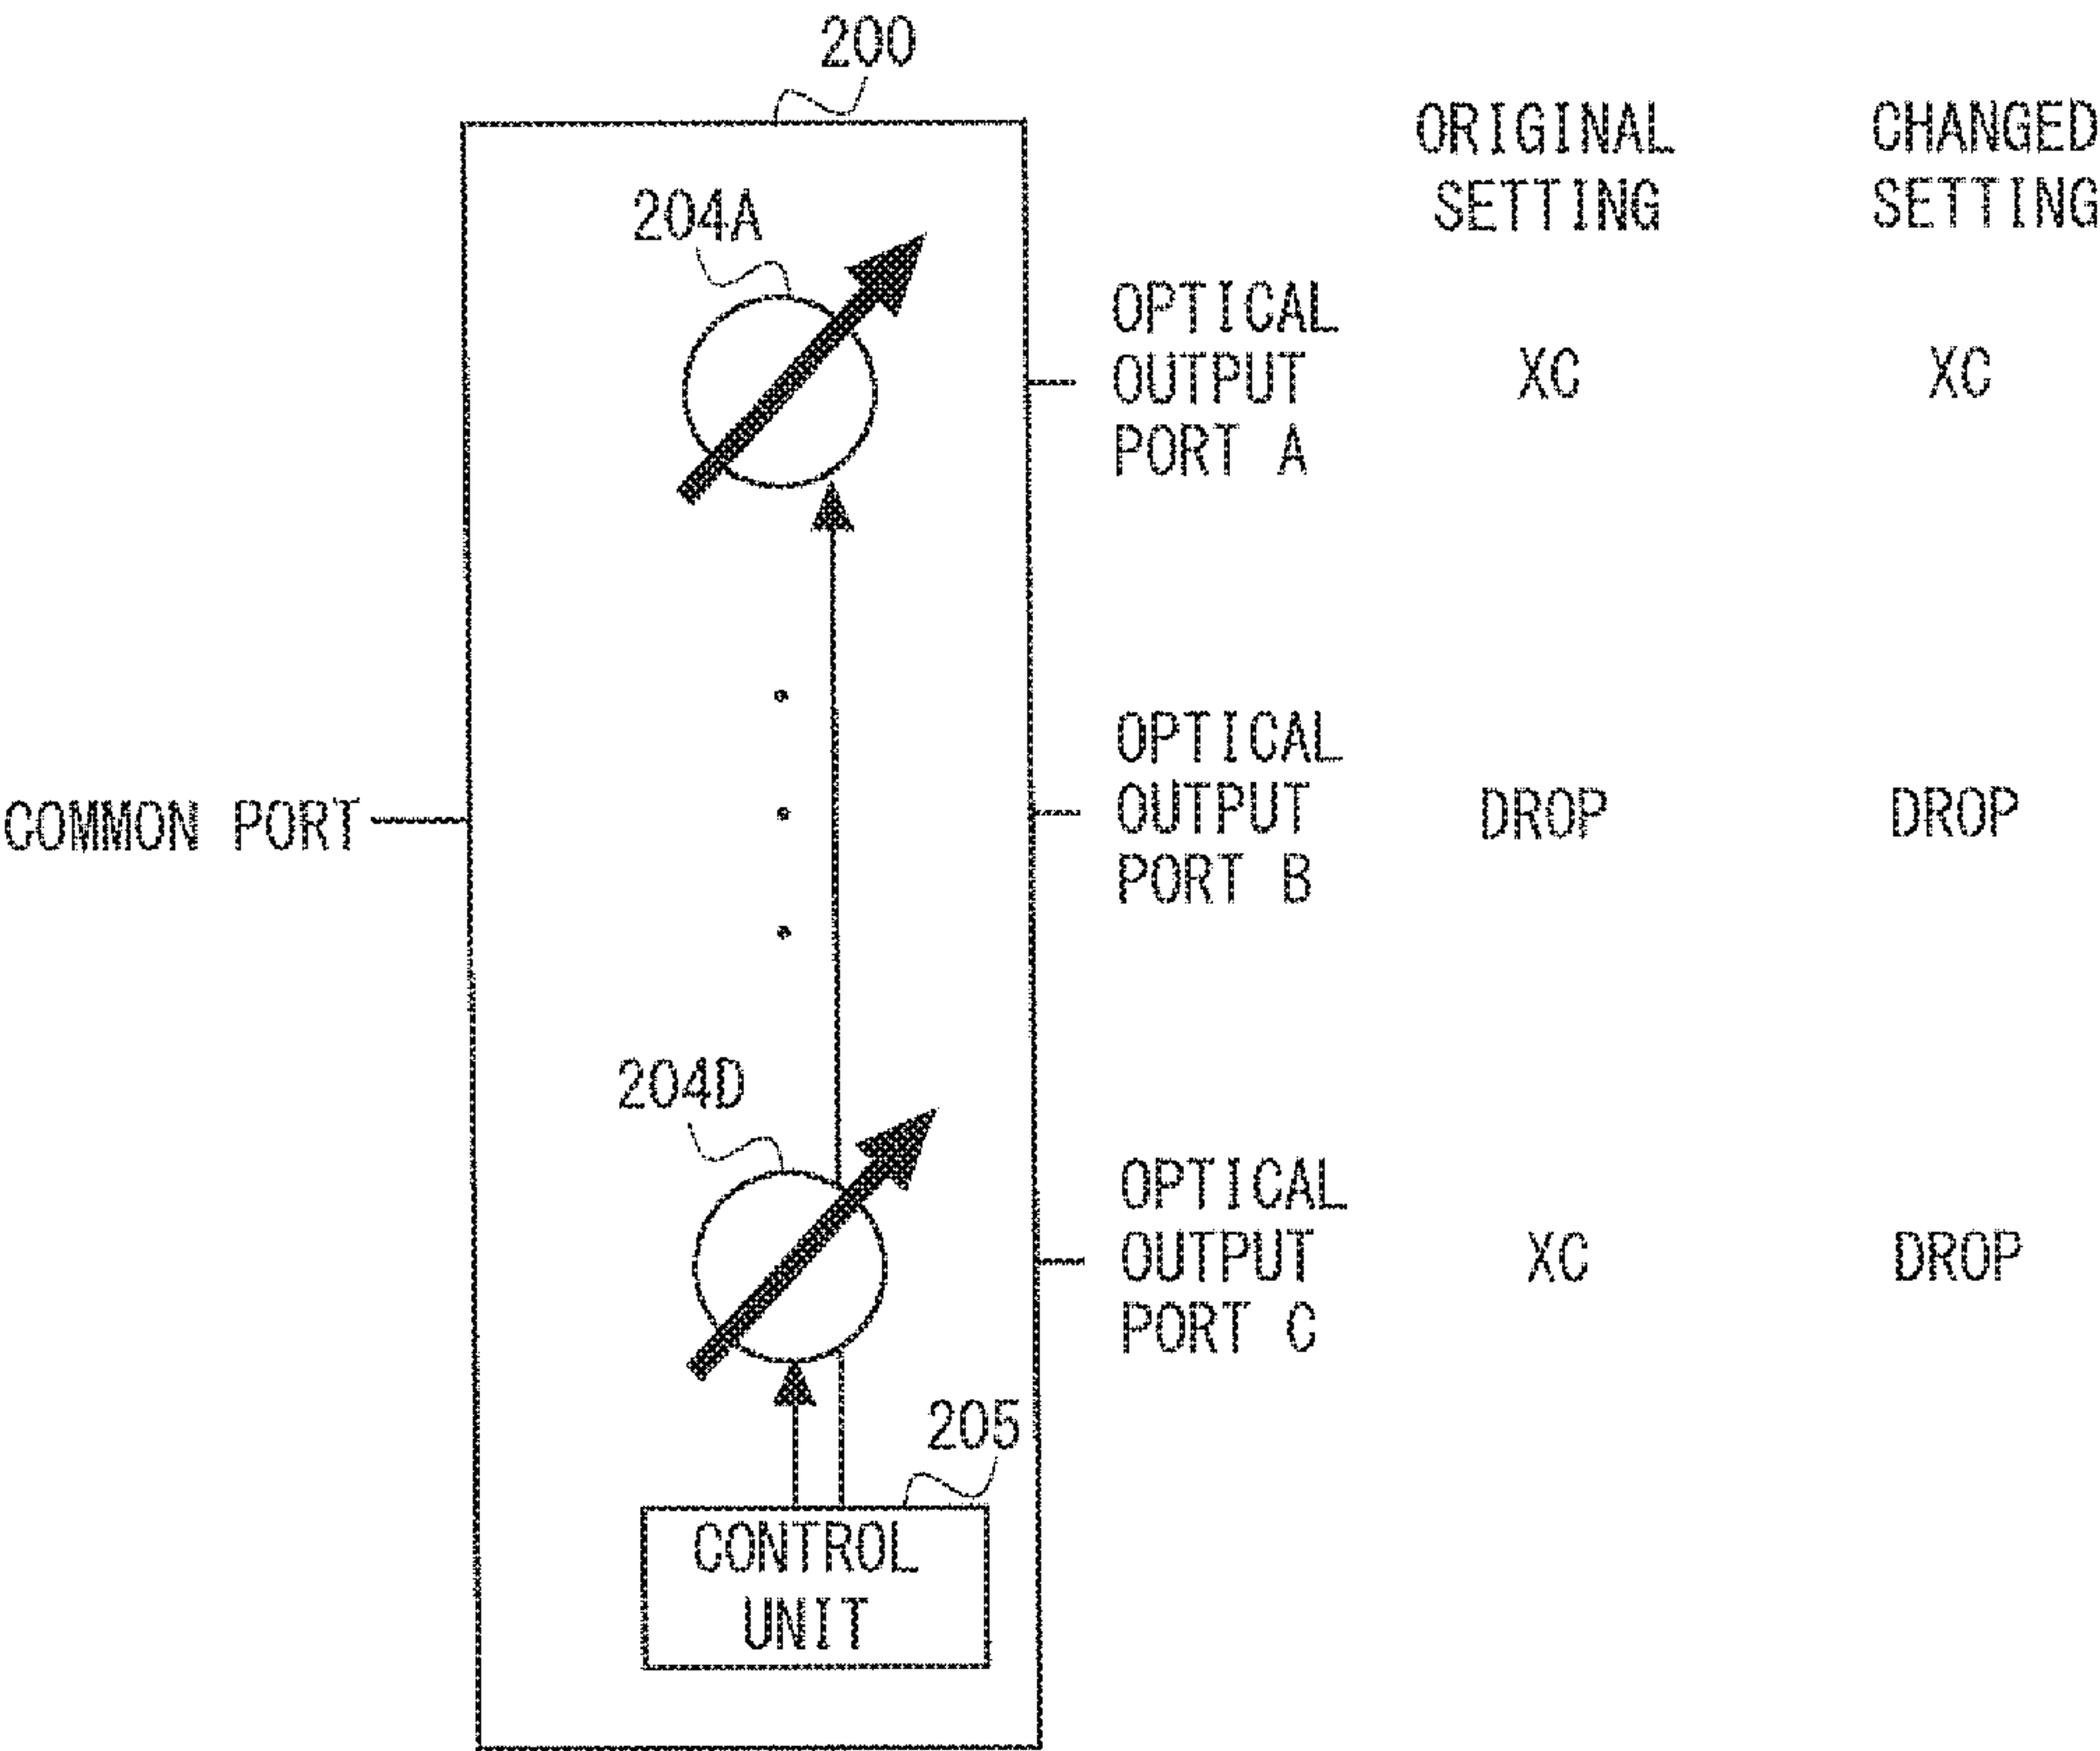 200
ORIGINAL
SETTING
CHANGED
SETTING
204A
OPTICAL
OUTPUT
PORT A
XC
XC
COMMON PORT
OPTICAL
OUTPUT
PORT B
DROP
DROP
204D
OPTICAL
OUTPUT
PORT C
XC
DROP
205
CONTROL
UNIT